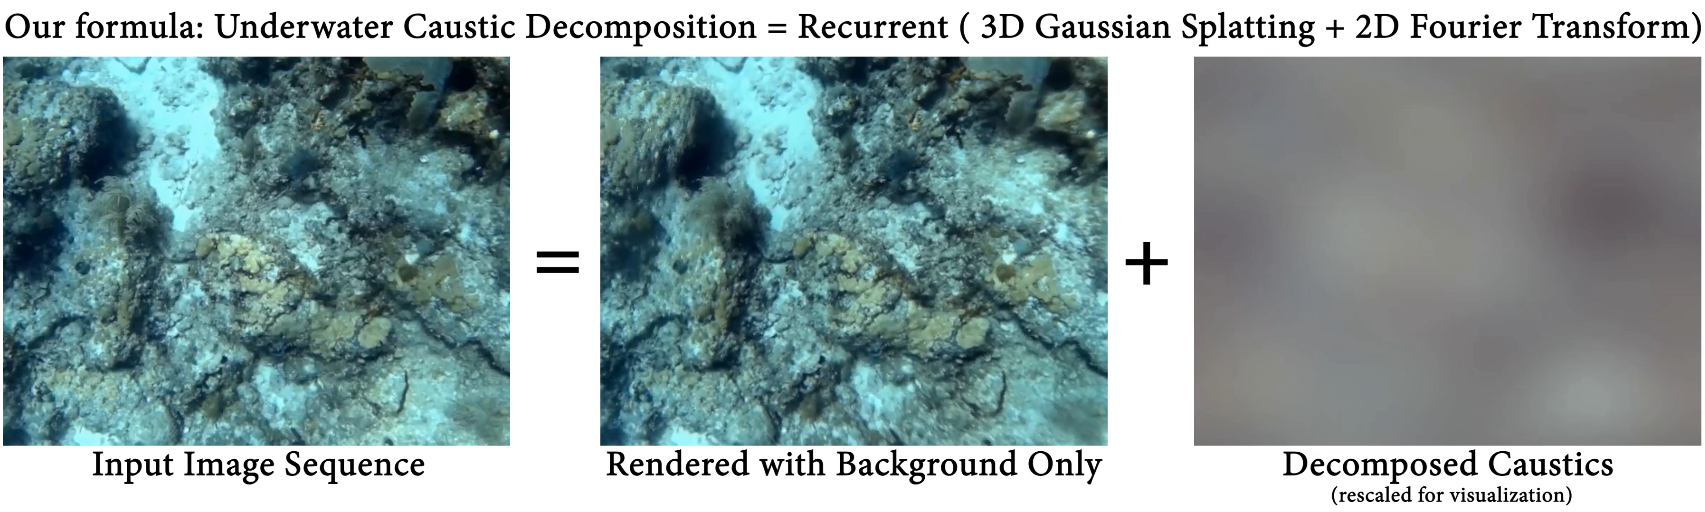 Our formula: Underwater Caustic Decomposition = Recurrent ( 3D Gaussian Splatting + 2D Fourier Transform)
=
+
Input Image Sequence
Rendered with Background Only
Decomposed Caustics
(rescaled for visualization)